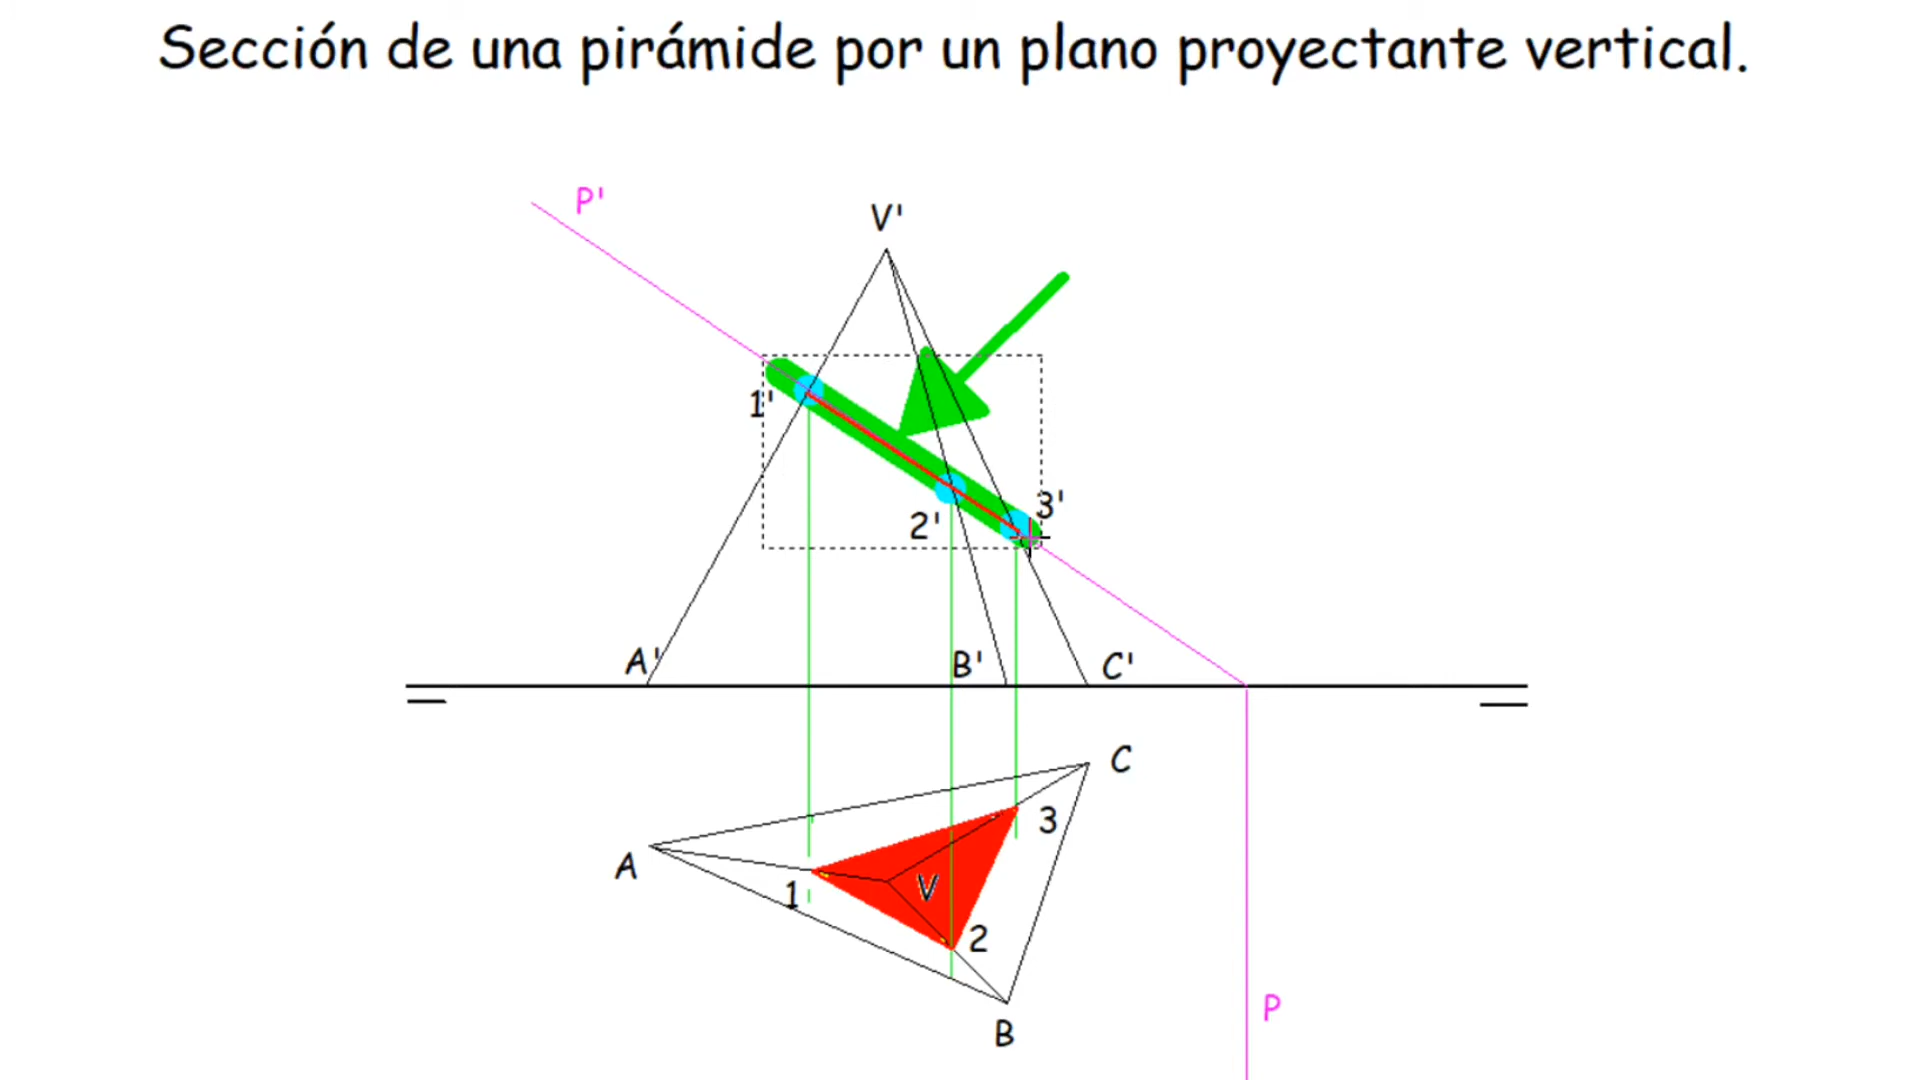 Sección de una pirámide por un plano proyectante vertical.
P'
V'
1'
3'
2'
A'
B'
C'
C
3
A
1
V
2
P
B